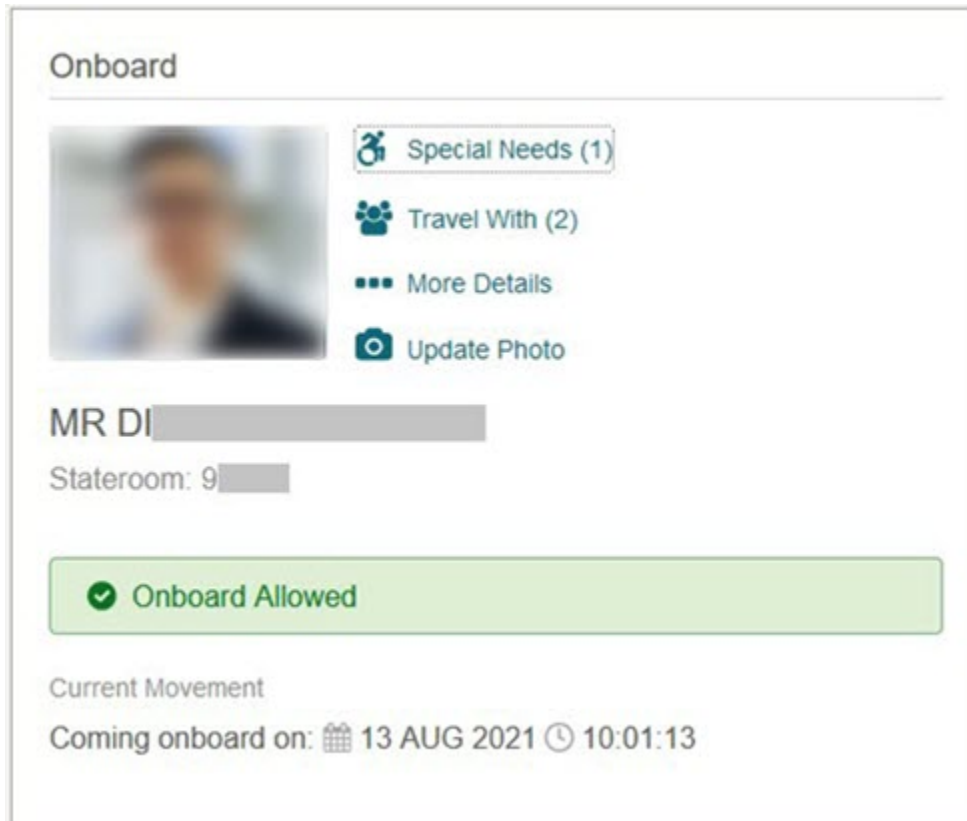 Onboard
Special Needs (1)
Travel With (2)
More Details
Update Photo
MR DI
Stateroom: 9
Onboard Allowed
Current Movement
Coming onboard on: 13 AUG 2021 10:01:13